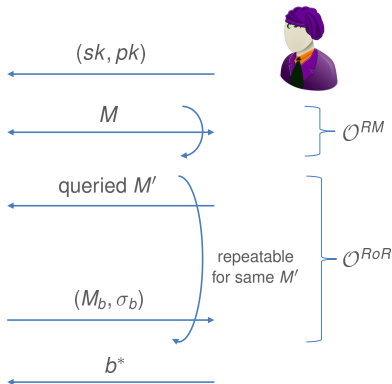 (sk, pk)
M
𝒪^{RM}
queried M′
repeatable
for same M′
𝒪^{RoR}
(M_b, σ_b)
b*